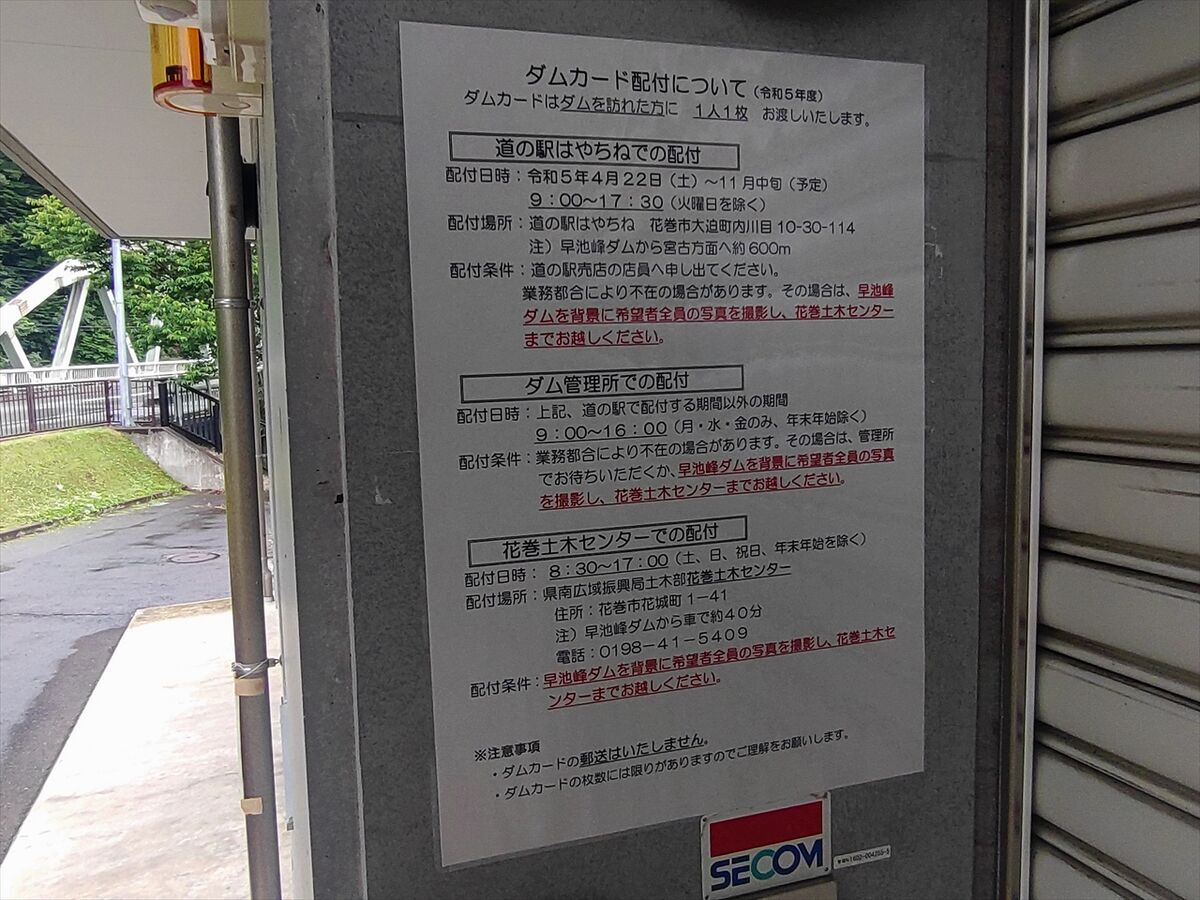 ダムカード配付について（令和５年度）
ダムカードはダムを訪れた方に　１人１枚　お渡しいたします。
道の駅はやちねでの配付
配付日時：令和５年４月２２日（土）～１１月中旬（予定）
９：００～１７：３０（火曜日を除く）
配付場所：道の駅はやちね　花巻市大迫町内川目 10-30-114
注）早池峰ダムから宮古方面へ約 600m
配付条件：道の駅売店の店員へ申し出てください。
業務都合により不在の場合があります。その場合は、早池峰
ダムを背景に希望者全員の写真を撮影し、花巻土木センター
までお越しください。
ダム管理所での配付
配付日時：上記、道の駅で配付する期間以外の期間
９：００～１６：００（月・水・金のみ、年末年始除く）
配付条件：業務都合により不在の場合があります。その場合は、管理所
でお待ちいただくか、早池峰ダムを背景に希望者全員の写真
を撮影し、花巻土木センターまでお越しください。
花巻土木センターでの配付
配付日時：８：３０～１７：００（土、日、祝日、年末年始を除く）
配付場所：県南広域振興局土木部花巻土木センター
住所：花巻市花城町１－４１
注）早池峰ダムから車で約４０分
電話：０１９８－４１－５４０９
配付条件：早池峰ダムを背景に希望者全員の写真を撮影し、花巻土木セ
ンターまでお越しください。
※注意事項
・ダムカードの郵送はいたしません。
・ダムカードの枚数には限りがありますのでご理解をお願いします。
SECOM